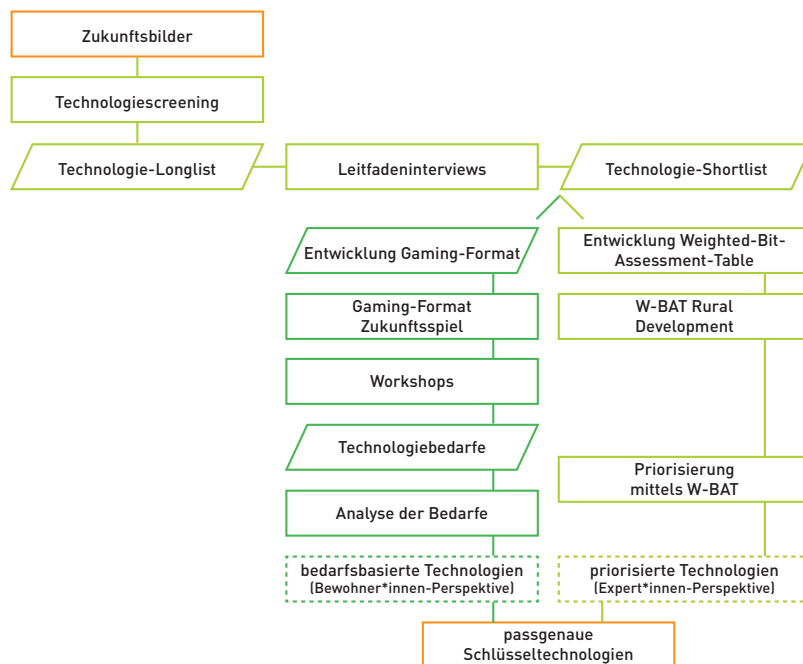 Zukunftsbilder
Technologiescreening
Technologie-Longlist
Leitfadeninterviews
Technologie-Shortlist
Entwicklung Gaming-Format
Entwicklung Weighted-Bit-
Assessment-Table
Gaming-Format
Zukunftsspiel
W-BAT Rural
Development
Workshops
Technologiebedarfe
Priorisierung
mittels W-BAT
Analyse der Bedarfe
bedarfsbasierte Technologien
(Bewohner*innen-Perspektive)
priorisierte Technologien
(Expert*innen-Perspektive)
passgenaue
Schlüsseltechnologien